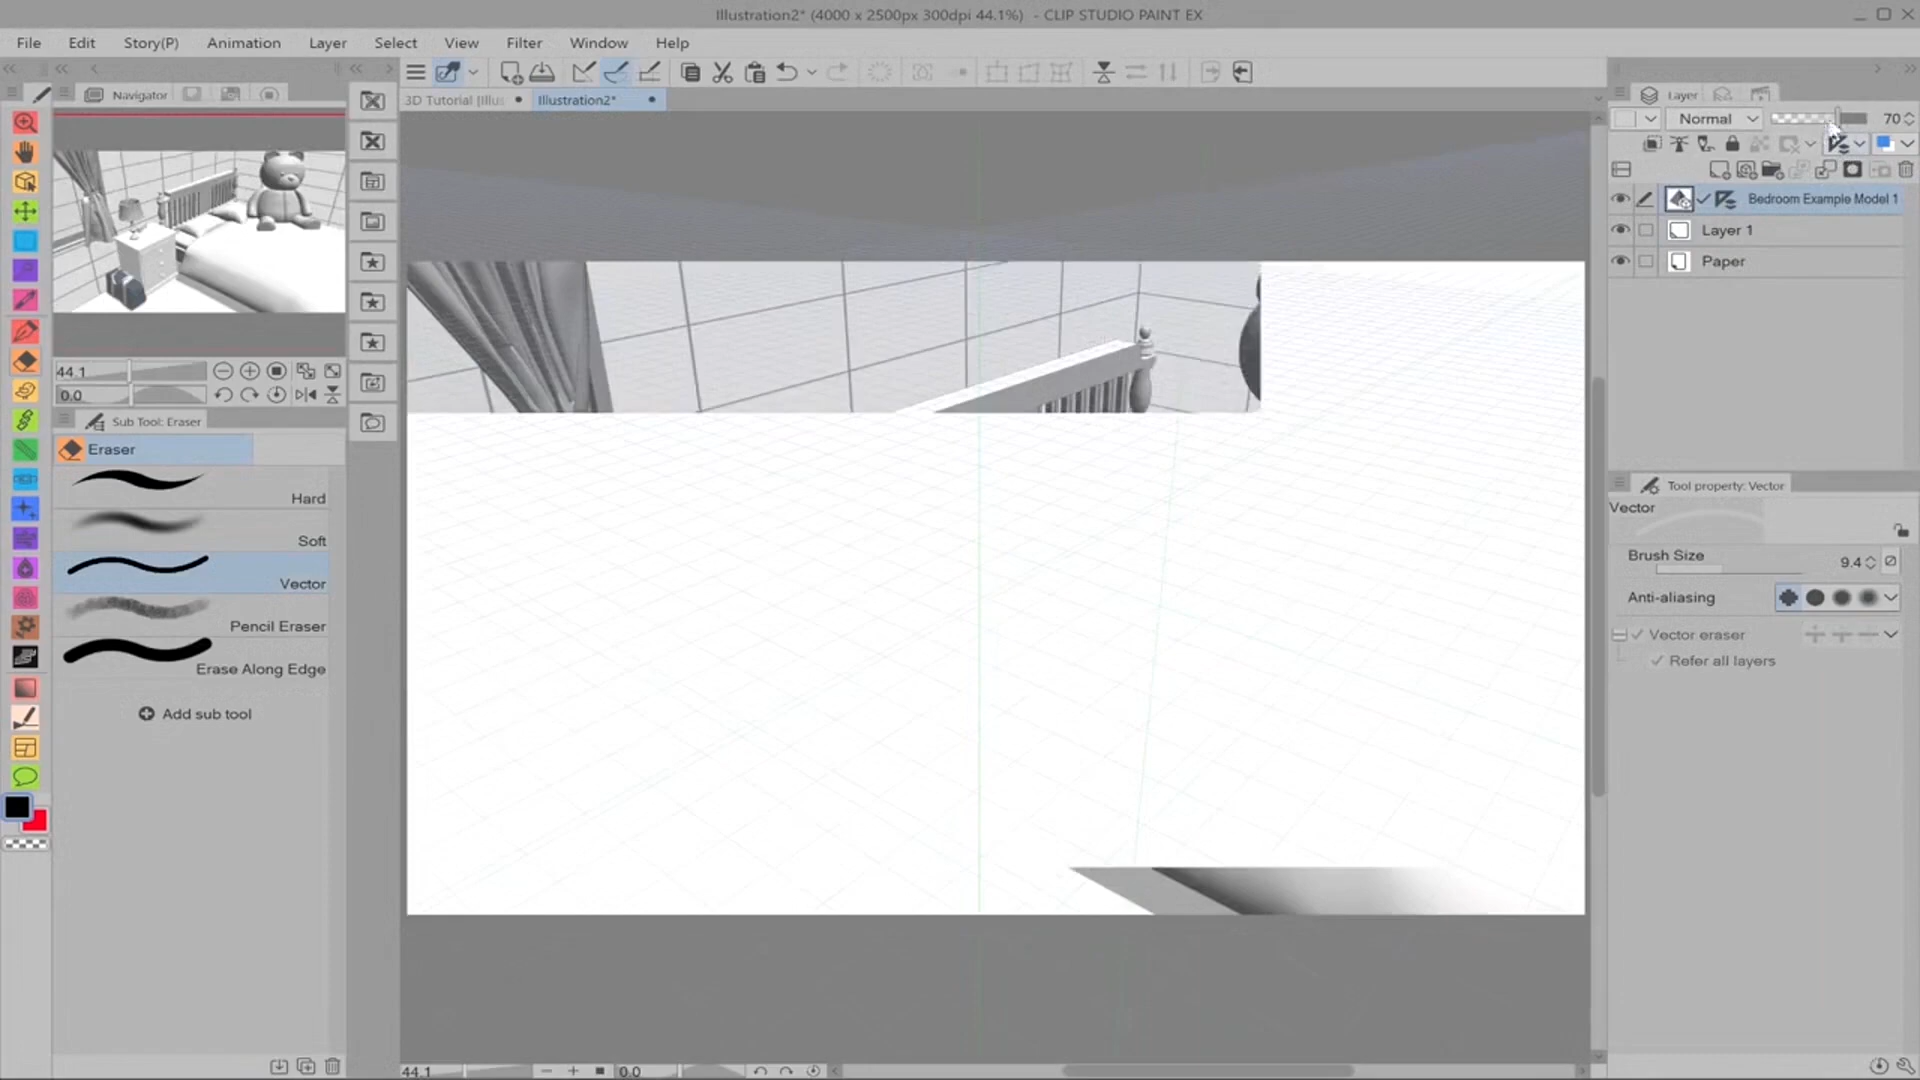 Illustration2* (4000 x 2500px 300dpi 44.1%) - CLIP STUDIO PAINT EX
File Edit Story(P) Animation Layer Select View Filter Window Help
Navigator
3D Tutorial [Illus
Illustration2*
Layer
Normal
70
Bedroom Example Model 1
Layer 1
Paper
44.1
0.0
Sub Tool: Eraser
Eraser
Hard
Soft
Vector
Pencil Eraser
Erase Along Edge
Add sub tool
Tool property: Vector
Vector
Brush Size
9.4
Anti-aliasing
Vector eraser
Refer all layers
44.1
0.0